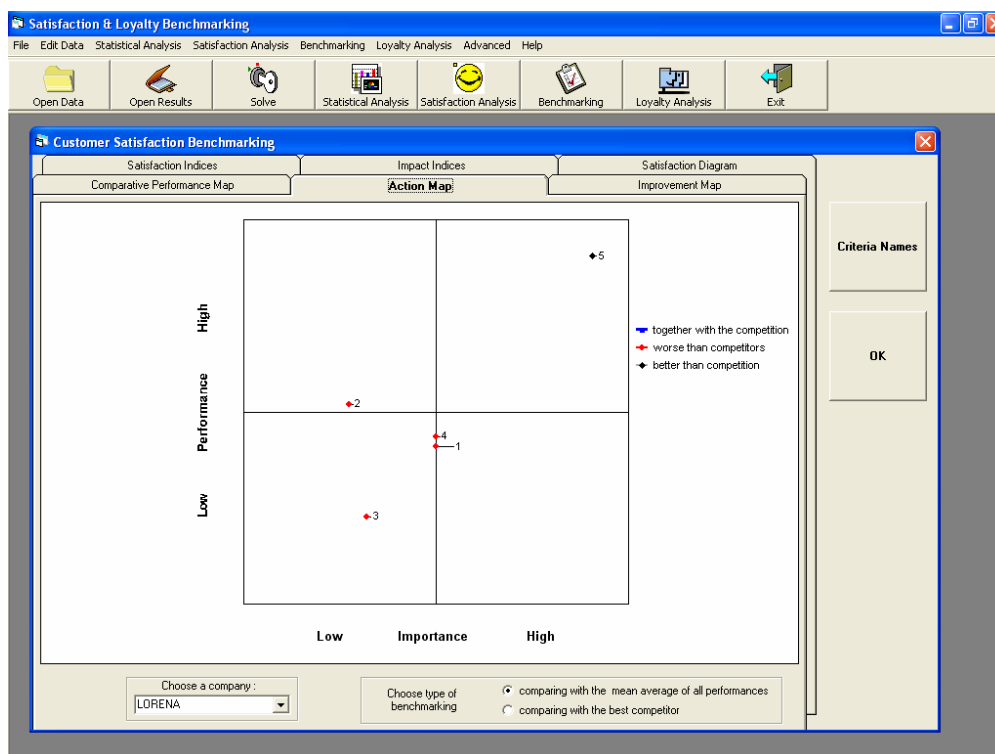 Satisfaction & Loyalty Benchmarking
File Edit Data Statistical Analysis Satisfaction Analysis Benchmarking Loyalty Analysis Advanced Help
Open Data Open Results Solve Statistical Analysis Satisfaction Analysis Benchmarking Loyalty Analysis Exit
Customer Satisfaction Benchmarking
Satisfaction Indices Impact Indices Satisfaction Diagram
Comparative Performance Map Action Map Improvement Map
Criteria Names
OK
High
Performance
Low
5
2
4
1
3
together with the competition
worse than competitors
better than competition
Low Importance High
Choose a company :
LORENA
Choose type of
benchmarking
comparing with the mean average of all performances
comparing with the best competitor